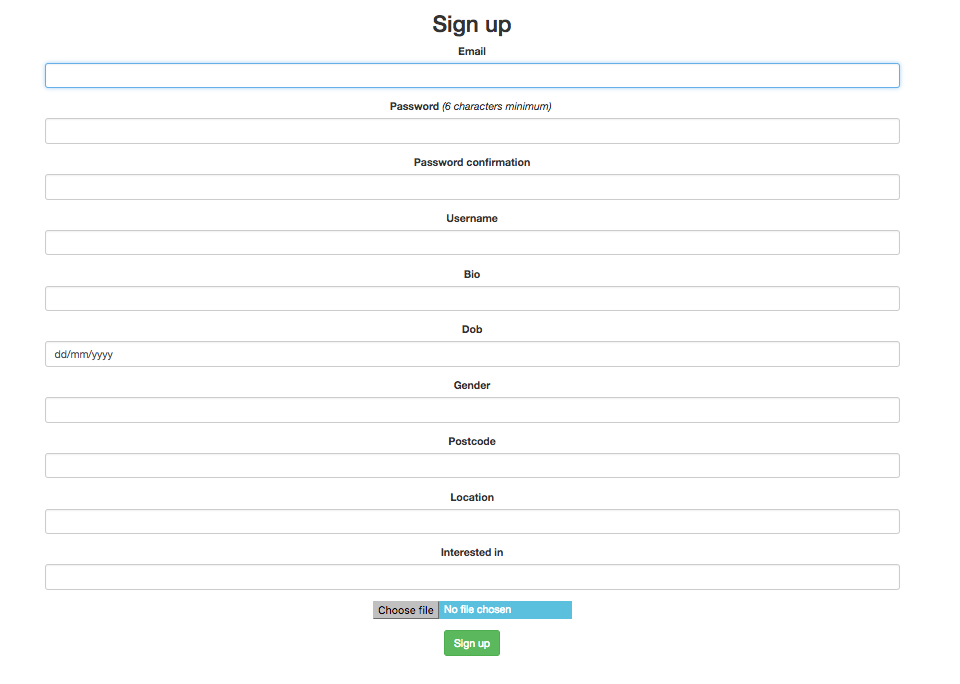 Sign up
Email
Password (6 characters minimum)
Password confirmation
Username
Bio
Dob
dd/mm/yyyy
Gender
Postcode
Location
Interested in
Choose file No file chosen
Sign up